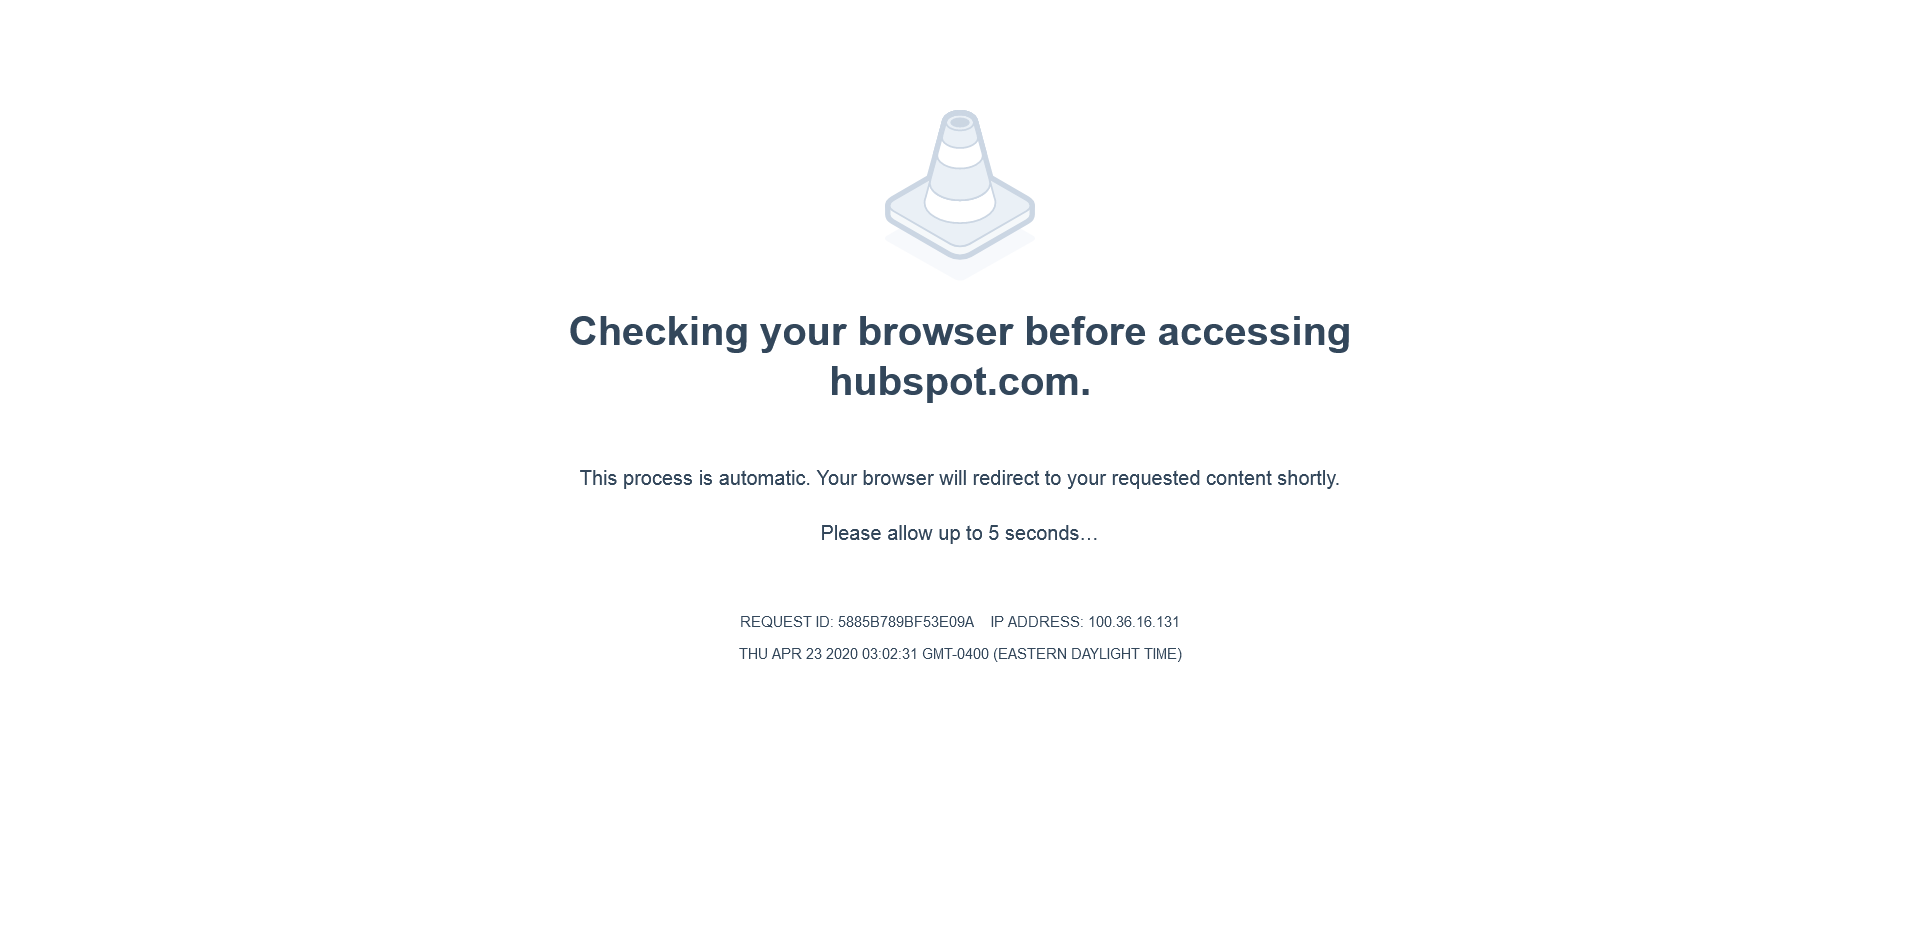 Checking your browser before accessing
hubspot.com.
This process is automatic. Your browser will redirect to your requested content shortly.
Please allow up to 5 seconds…
REQUEST ID: 5885B789BF53E09A IP ADDRESS: 100.36.16.131
THU APR 23 2020 03:02:31 GMT-0400 (EASTERN DAYLIGHT TIME)